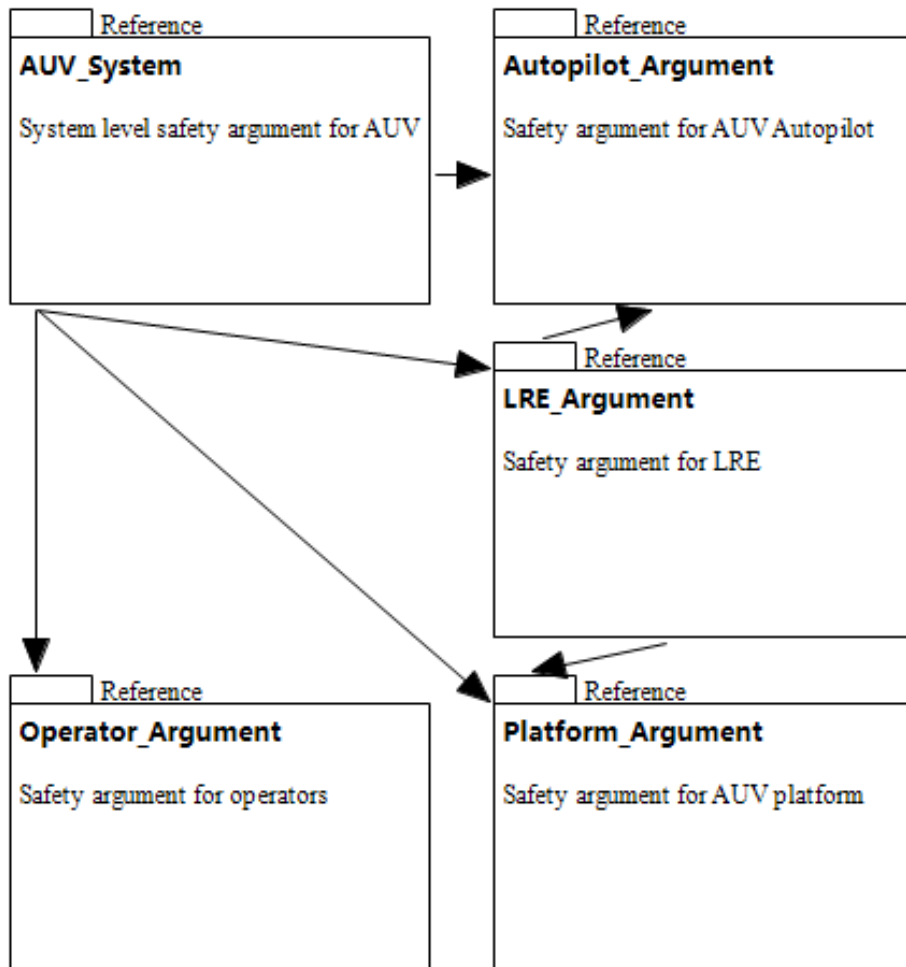 Reference
AUV_System
System level safety argument for AUV
Reference
Autopilot_Argument
Safety argument for AUV Autopilot
Reference
LRE_Argument
Safety argument for LRE
Reference
Operator_Argument
Safety argument for operators
Reference
Platform_Argument
Safety argument for AUV platform